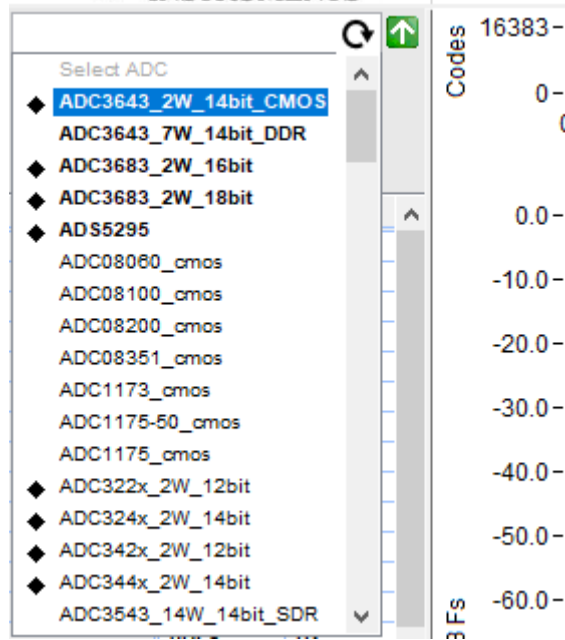 Select ADC
ADC3643_2W_14bit_CMOS
ADC3643_7W_14bit_DDR
ADC3683_2W_16bit
ADC3683_2W_18bit
ADS5295
ADC08060_cmos
ADC08100_cmos
ADC08200_cmos
ADC08351_cmos
ADC1173_cmos
ADC1175-50_cmos
ADC1175_cmos
ADC322x_2W_12bit
ADC324x_2W_14bit
ADC342x_2W_12bit
ADC344x_2W_14bit
ADC3543_14W_14bit_SDR
Codes
16383
0
0
0.0
-10.0
-20.0
-30.0
-40.0
-50.0
-60.0
Fs